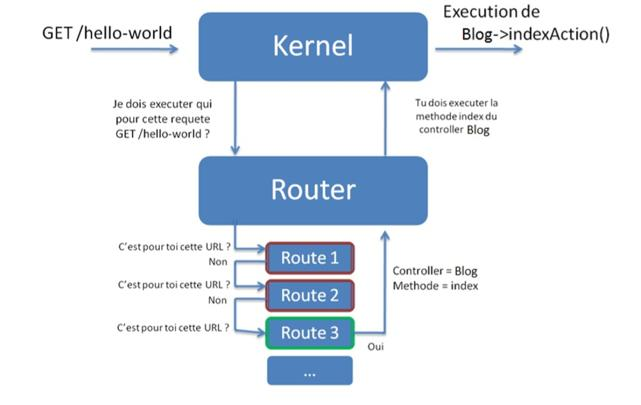 GET /hello-world
Kernel
Execution de
Blog->indexAction()
Je dois executer qui
pour cette requete
GET /hello-world ?
Tu dois executer la
methode index du
controller Blog
Router
C'est pour toi cette URL ?
Non
Route 1
C'est pour toi cette URL ?
Non
Route 2
C'est pour toi cette URL ?
Route 3
Oui
Controller = Blog
Methode = index
...